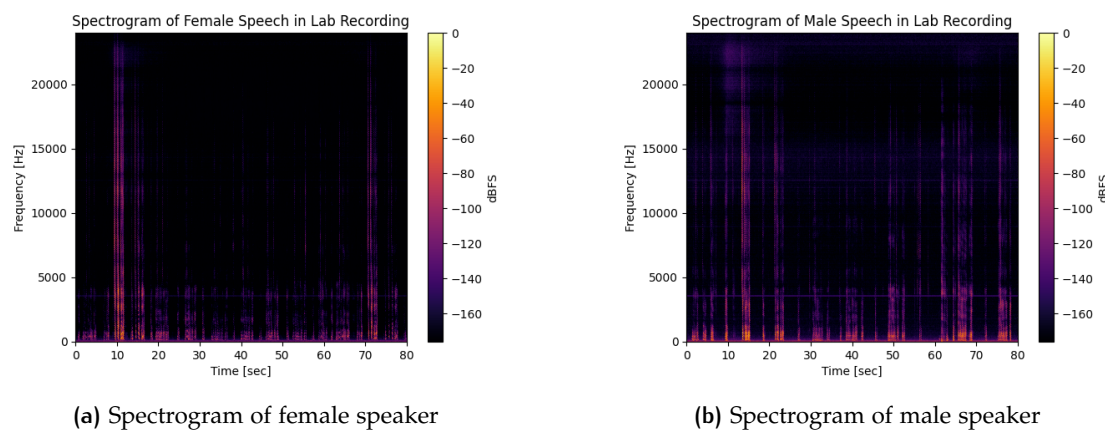 Spectrogram of Female Speech in Lab Recording
20000
15000
10000
5000
0
Frequency [Hz]
0 10 20 30 40 50 60 70 80
Time [sec]
0
−20
−40
−60
−80
−100
−120
−140
−160
dBFS
(a) Spectrogram of female speaker
Spectrogram of Male Speech in Lab Recording
20000
15000
10000
5000
0
Frequency [Hz]
0 10 20 30 40 50 60 70 80
Time [sec]
0
−20
−40
−60
−80
−100
−120
−140
−160
dBFS
(b) Spectrogram of male speaker